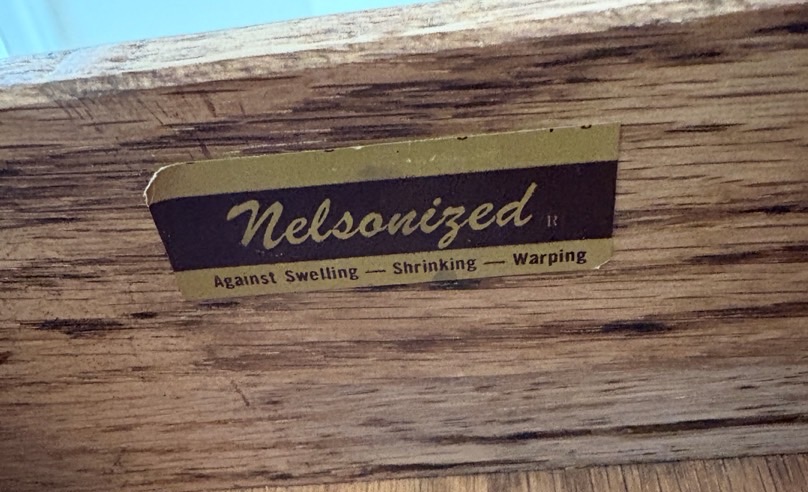 Nelsonized R
Against Swelling — Shrinking — Warping